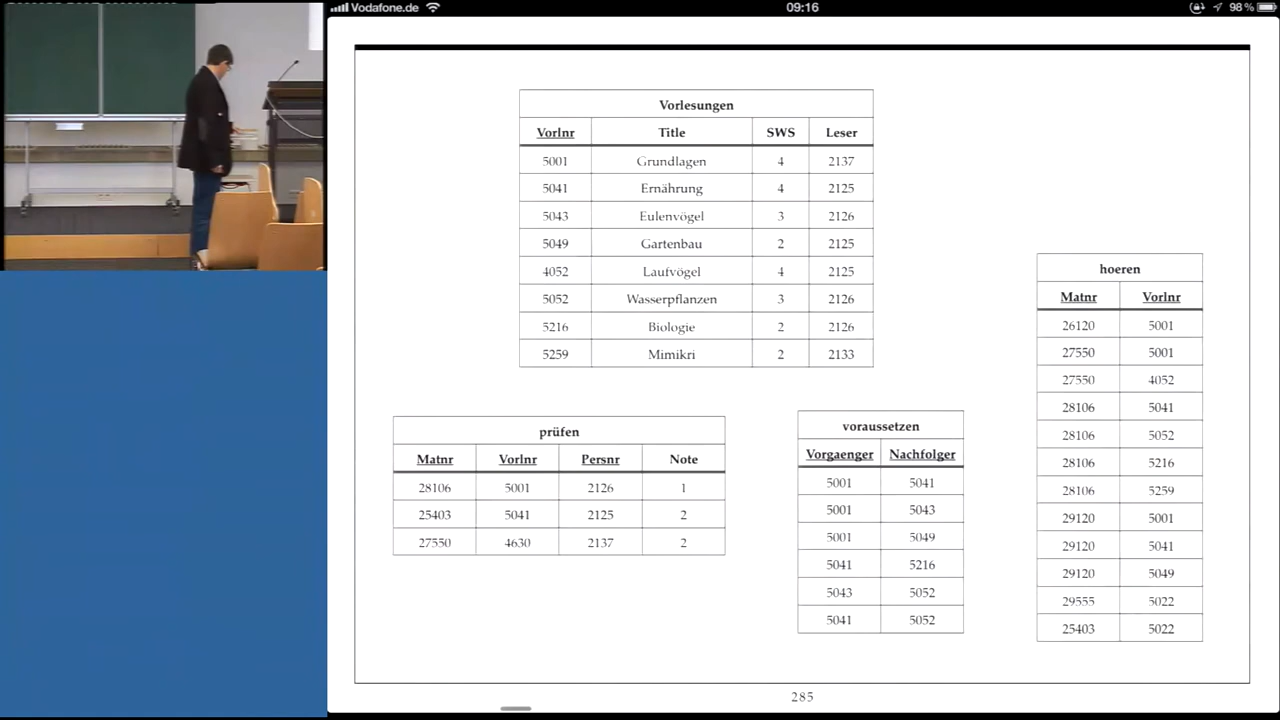 Vodafone.de 09:16 98 %
Vorlesungen
Vorlnr Title SWS Leser
5001 Grundlagen 4 2137
5041 Ernährung 4 2125
5043 Eulenvögel 3 2126
5049 Gartenbau 2 2125
4052 Laufvögel 4 2125
5052 Wasserpflanzen 3 2126
5216 Biologie 2 2126
5259 Mimikri 2 2133
prüfen
Matnr Vorlnr Persnr Note
28106 5001 2126 1
25403 5041 2125 2
27550 4630 2137 2
voraussetzen
Vorgaenger Nachfolger
5001 5041
5001 5043
5001 5049
5041 5216
5043 5052
5041 5052
hoeren
Matnr Vorlnr
26120 5001
27550 5001
27550 4052
28106 5041
28106 5052
28106 5216
28106 5259
29120 5001
29120 5041
29120 5049
29555 5022
25403 5022
285